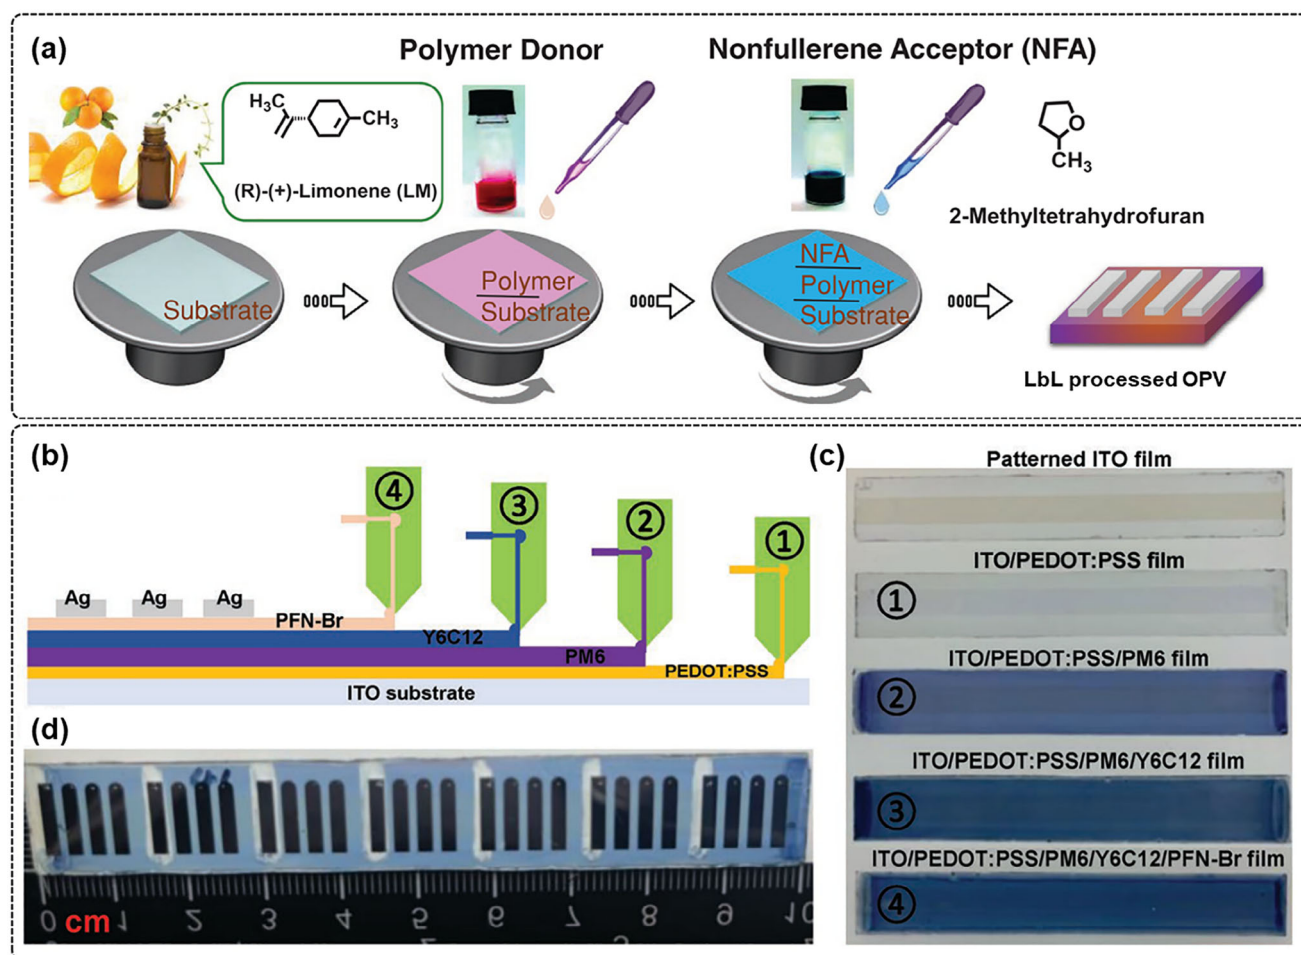 (a)
Polymer Donor
Nonfullerene Acceptor (NFA)
H₃C
CH₃
(R)-(+)-Limonene (LM)
O
CH₃
2-Methyltetrahydrofuran
Substrate
Polymer
Substrate
NFA
Polymer
Substrate
LbL processed OPV
(b)
④
③
②
①
Ag
Ag
Ag
PFN-Br
Y6C12
PM6
PEDOT:PSS
ITO substrate
(c)
Patterned ITO film
ITO/PEDOT:PSS film
①
ITO/PEDOT:PSS/PM6 film
②
ITO/PEDOT:PSS/PM6/Y6C12 film
③
ITO/PEDOT:PSS/PM6/Y6C12/PFN-Br film
④
(d)
0 1 2 3 4 5 6 7 8 9 10
cm